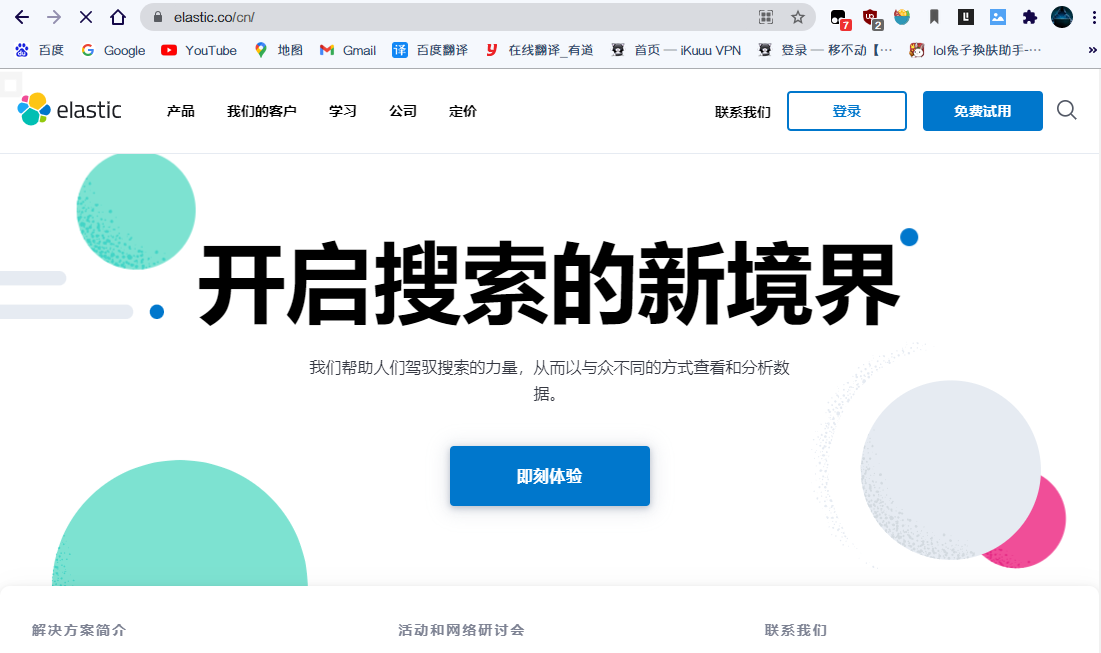 elastic.co/cn/
7
2
百度
Google
YouTube
地图
Gmail
译 百度翻译
在线翻译_有道
首页 — iKuuu VPN
登录 — 移不动【…
lol兔子换肤助手-…
»
elastic
产品
我们的客户
学习
公司
定价
联系我们
登录
免费试用
开启搜索的新境界
我们帮助人们驾驭搜索的力量，从而以与众不同的方式查看和分析数
据。
即刻体验
解决方案简介
活动和网络研讨会
联系我们